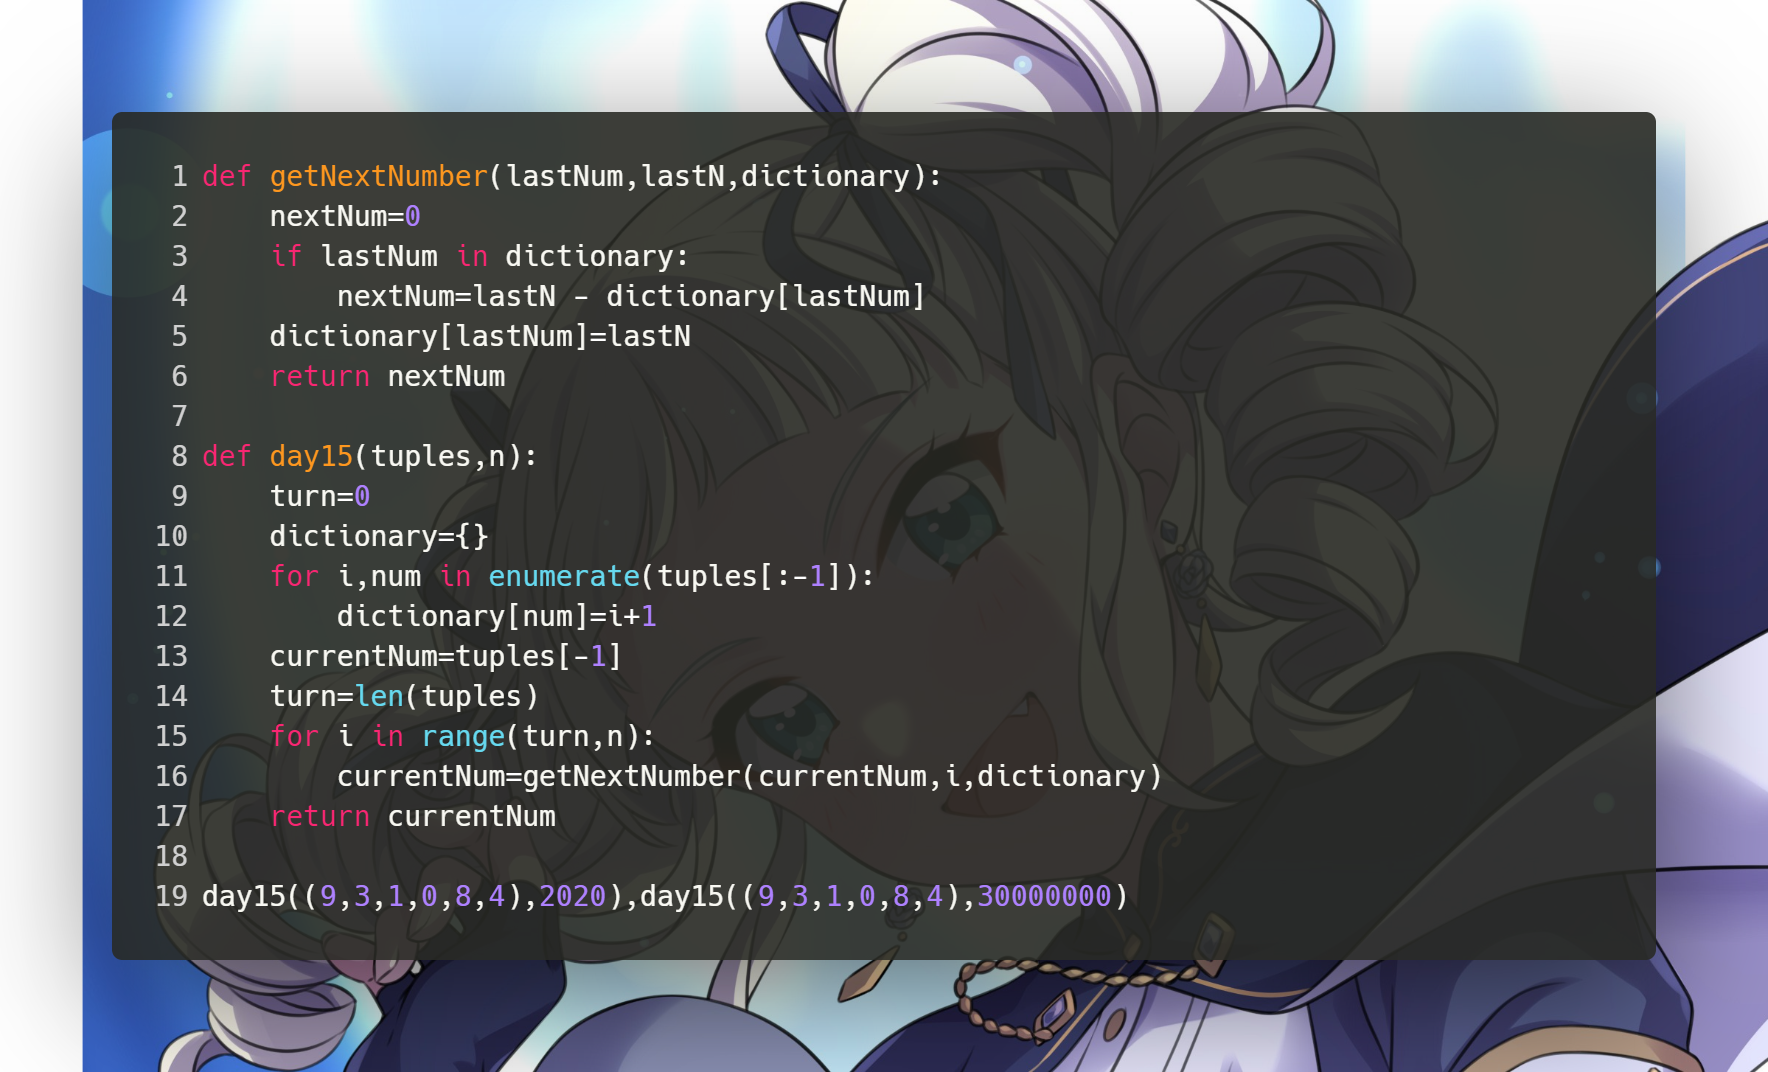 1 def getNextNumber(lastNum,lastN,dictionary):
2     nextNum=0
3     if lastNum in dictionary:
4         nextNum=lastN - dictionary[lastNum]
5     dictionary[lastNum]=lastN
6     return nextNum
7
8 def day15(tuples,n):
9     turn=0
10     dictionary={}
11     for i,num in enumerate(tuples[:-1]):
12         dictionary[num]=i+1
13     currentNum=tuples[-1]
14     turn=len(tuples)
15     for i in range(turn,n):
16         currentNum=getNextNumber(currentNum,i,dictionary)
17     return currentNum
18
19 day15((9,3,1,0,8,4),2020),day15((9,3,1,0,8,4),30000000)